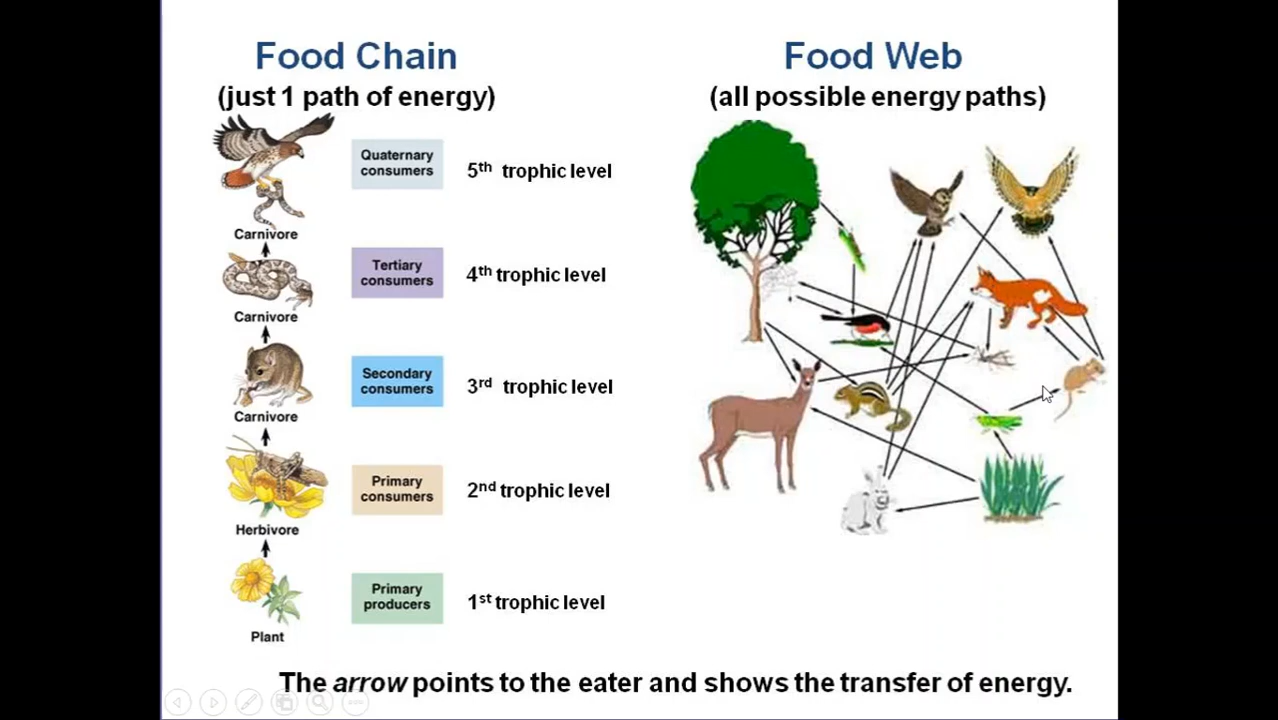 Food Chain
(just 1 path of energy)
Quaternary
consumers
5th trophic level
Carnivore
Tertiary
consumers
4th trophic level
Carnivore
Secondary
consumers
3rd trophic level
Carnivore
Primary
consumers
2nd trophic level
Herbivore
Primary
producers
1st trophic level
Plant
Food Web
(all possible energy paths)
The arrow points to the eater and shows the transfer of energy.